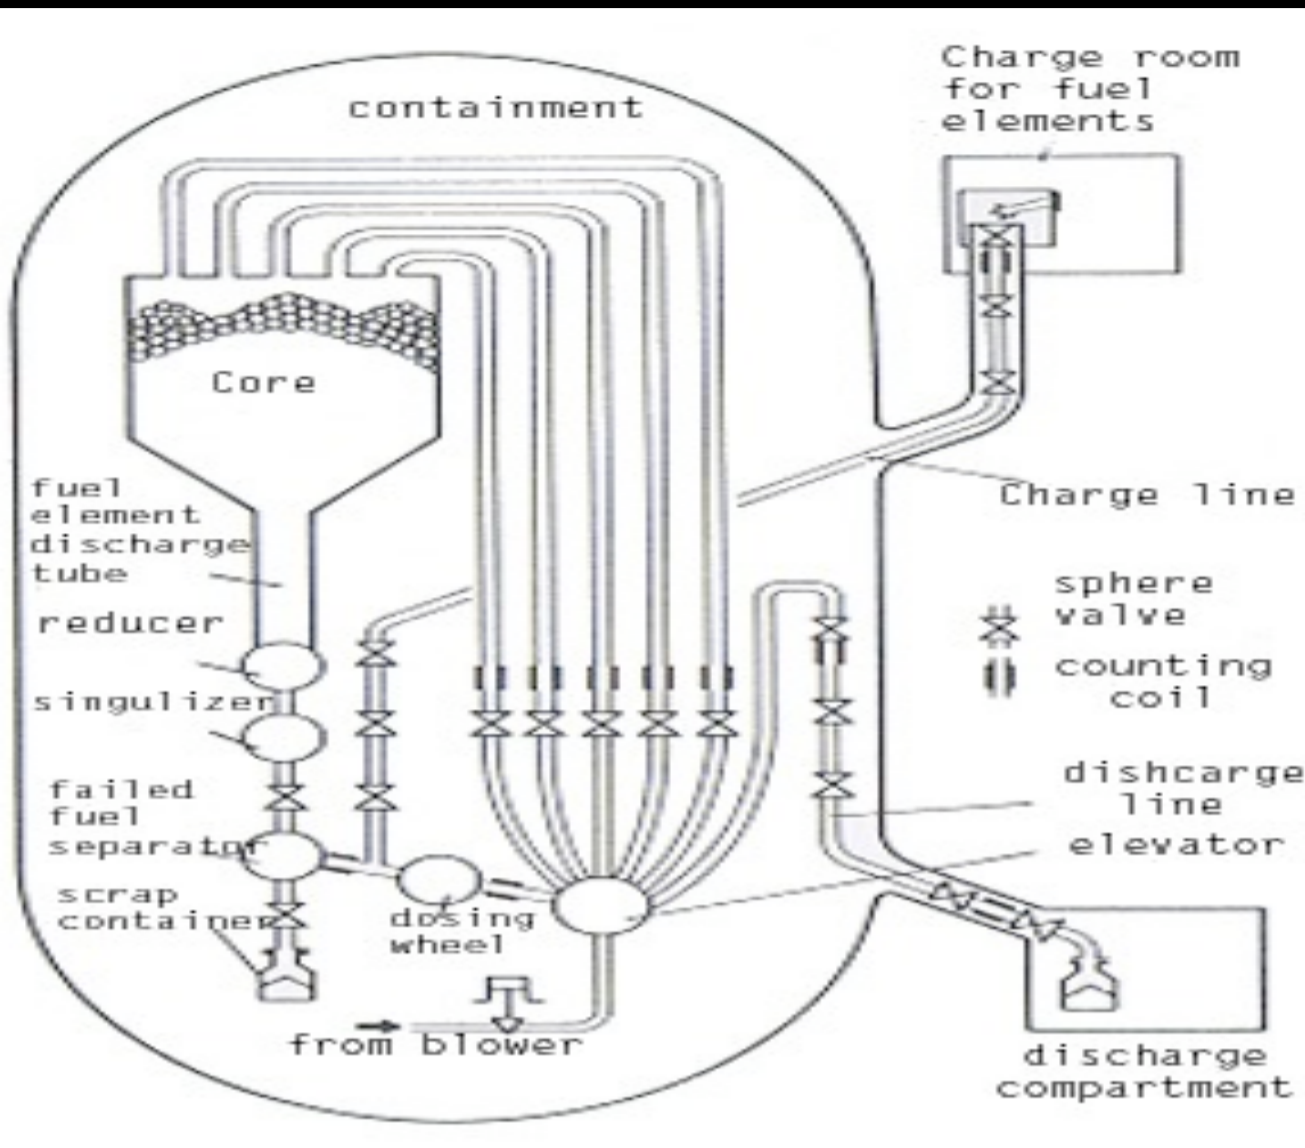 containment
Charge room
for fuel
elements
Core
fuel
element
discharge
tube
Charge line
sphere
valve
reducer
counting
coil
singulizer
dishcarge
line
failed
fuel
separator
elevator
scrap
container
dosing
wheel
from blower
discharge
compartment